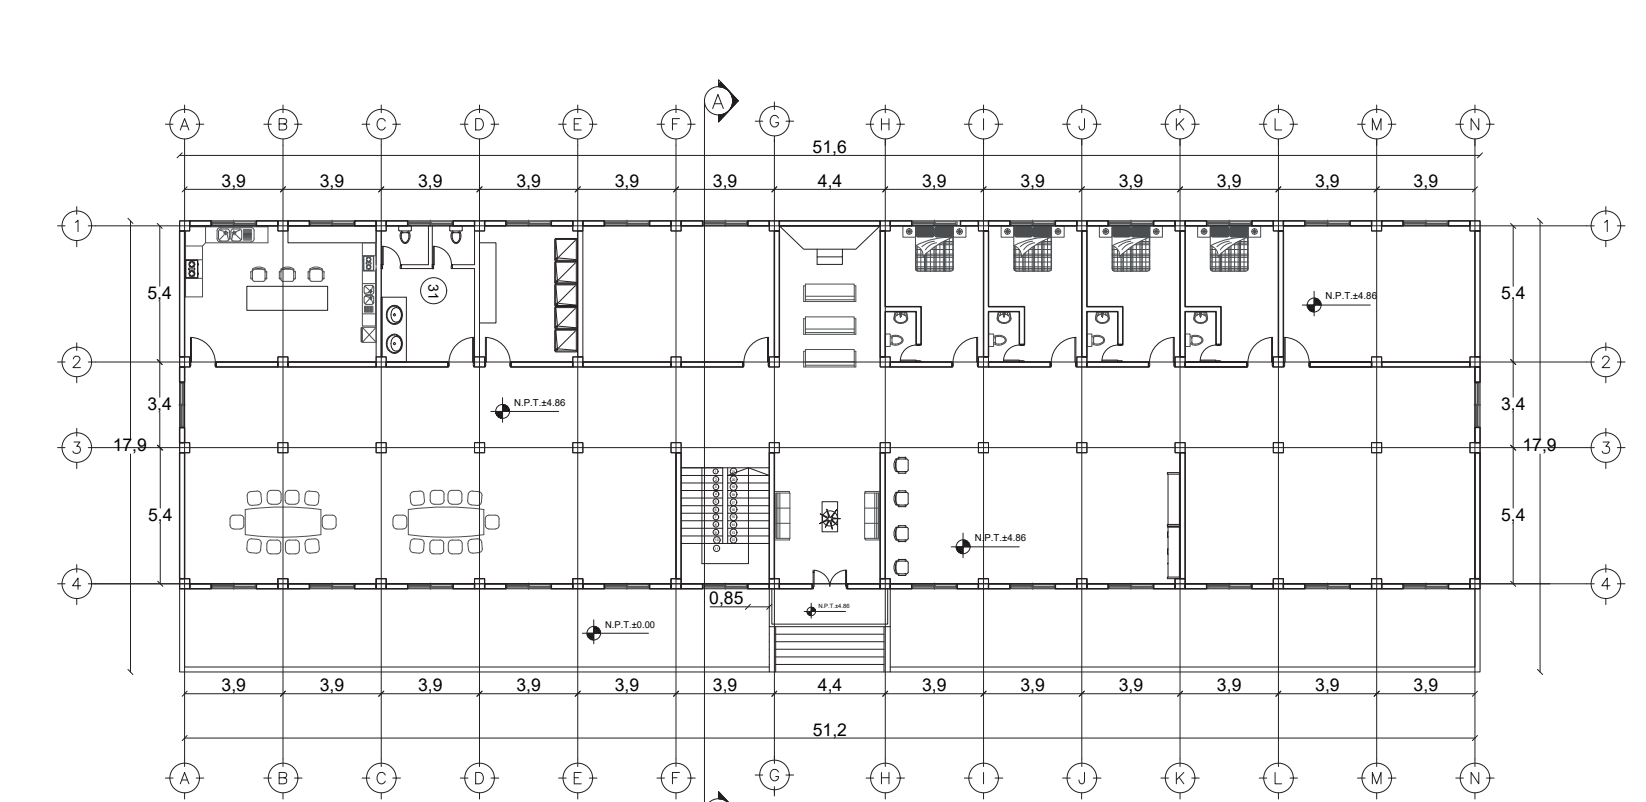 A
A B C D E F G H I J K L M N
51,6
3,9 3,9 3,9 3,9 3,9 3,9 4,4 3,9 3,9 3,9 3,9 3,9 3,9
1 1
5,4 31 N.P.T.±4.86 5,4
2 2
3,4 N.P.T.±4.86 3,4
3 17,9 17,9 3
5,4 N.P.T.±4.86 5,4
4 4
0,85 N.P.T.±4.86
N.P.T.±0.00
3,9 3,9 3,9 3,9 3,9 3,9 4,4 3,9 3,9 3,9 3,9 3,9 3,9
51,2
A B C D E F G H I J K L M N